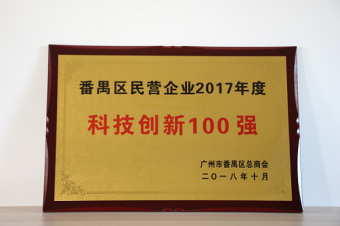 番禺区民营企业2017年度
科技创新100强
广州市番禺区总商会
二〇一八年十月